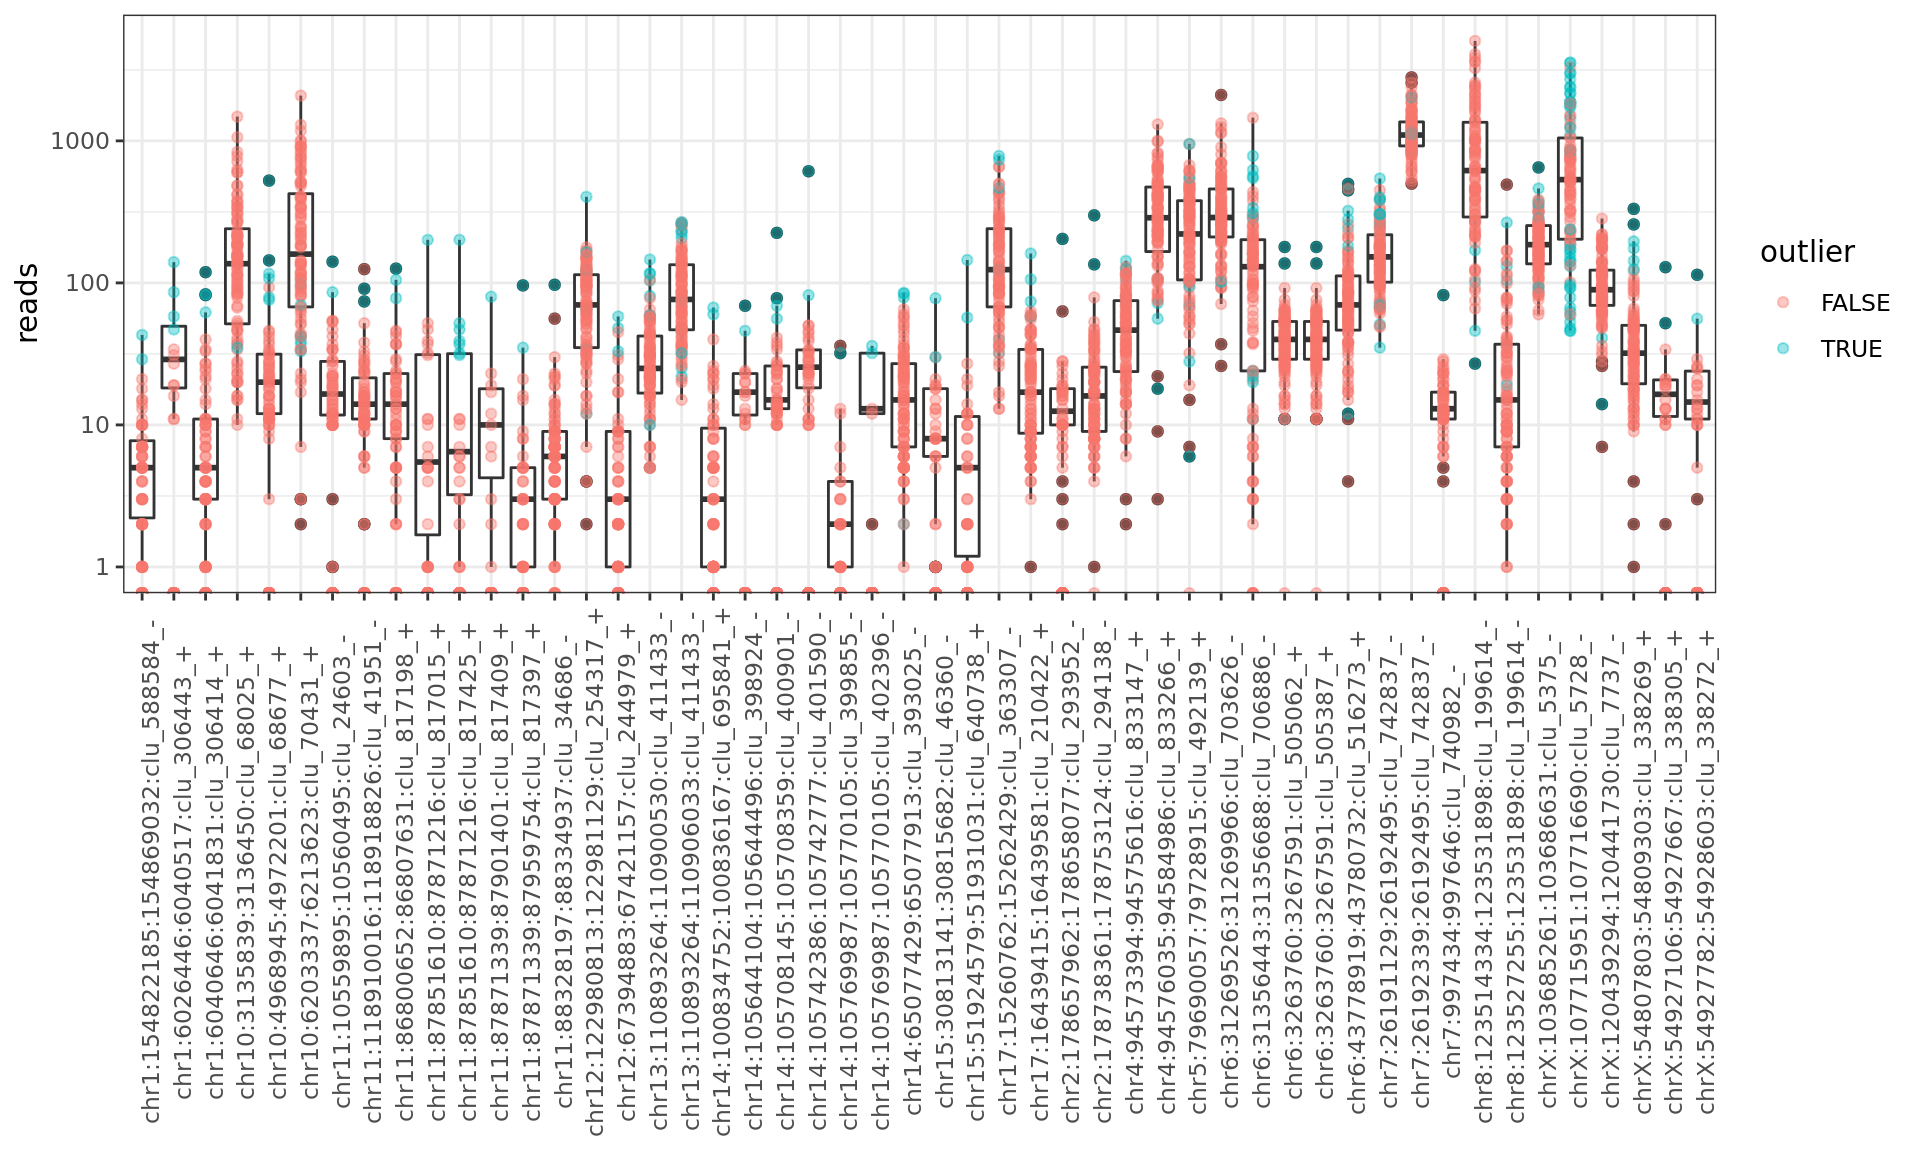 reads
1000
100
10
1
chr1:154822185:154869032:clu_588584_-
chr1:6026446:6040517:clu_306443_+
chr1:6040646:6041831:clu_306414_+
chr10:3135839:3136450:clu_68025_+
chr10:4968945:4972201:clu_68677_+
chr10:6203337:6213623:clu_70431_+
chr11:10559895:10560495:clu_24603_-
chr11:118910016:118918826:clu_41951_-
chr11:86800652:86807631:clu_817198_+
chr11:87851610:87871216:clu_817015_+
chr11:87851610:87871216:clu_817425_+
chr11:87871339:87901401:clu_817409_+
chr11:87871339:87959754:clu_817397_+
chr11:88328197:88334937:clu_34686_-
chr12:122980813:122981129:clu_254317_+
chr12:67394883:67421157:clu_244979_+
chr13:110893264:110900530:clu_411433_-
chr13:110893264:110906033:clu_411433_-
chr14:100834752:100836167:clu_695841_+
chr14:105644104:105644496:clu_398924_-
chr14:105708145:105708359:clu_400901_-
chr14:105742386:105742777:clu_401590_-
chr14:105769987:105770105:clu_399855_-
chr14:105769987:105770105:clu_402396_-
chr14:65077429:65077913:clu_393025_-
chr15:30813141:30815682:clu_46360_-
chr15:51924579:51931031:clu_640738_+
chr17:15260762:15262429:clu_363307_-
chr17:16439415:16439581:clu_210422_+
chr2:178657962:178658077:clu_293952_-
chr2:178738361:178753124:clu_294138_-
chr4:94573394:94575616:clu_833147_+
chr4:94576035:94584986:clu_833266_+
chr5:79690057:79728915:clu_492139_+
chr6:31269526:31269966:clu_703626_-
chr6:31356443:31356688:clu_706886_-
chr6:3263760:3267591:clu_505062_+
chr6:3263760:3267591:clu_505387_+
chr6:43778919:43780732:clu_516273_+
chr7:26191129:26192495:clu_742837_-
chr7:26192339:26192495:clu_742837_-
chr7:997434:997646:clu_740982_-
chr8:123514334:123531898:clu_199614_-
chr8:123527255:123531898:clu_199614_-
chrX:103685261:103686631:clu_5375_-
chrX:107715951:107716690:clu_5728_-
chrX:120439294:120441730:clu_7737_-
chrX:54807803:54809303:clu_338269_+
chrX:54927106:54927667:clu_338305_+
chrX:54927782:54928603:clu_338272_+
outlier
FALSE
TRUE